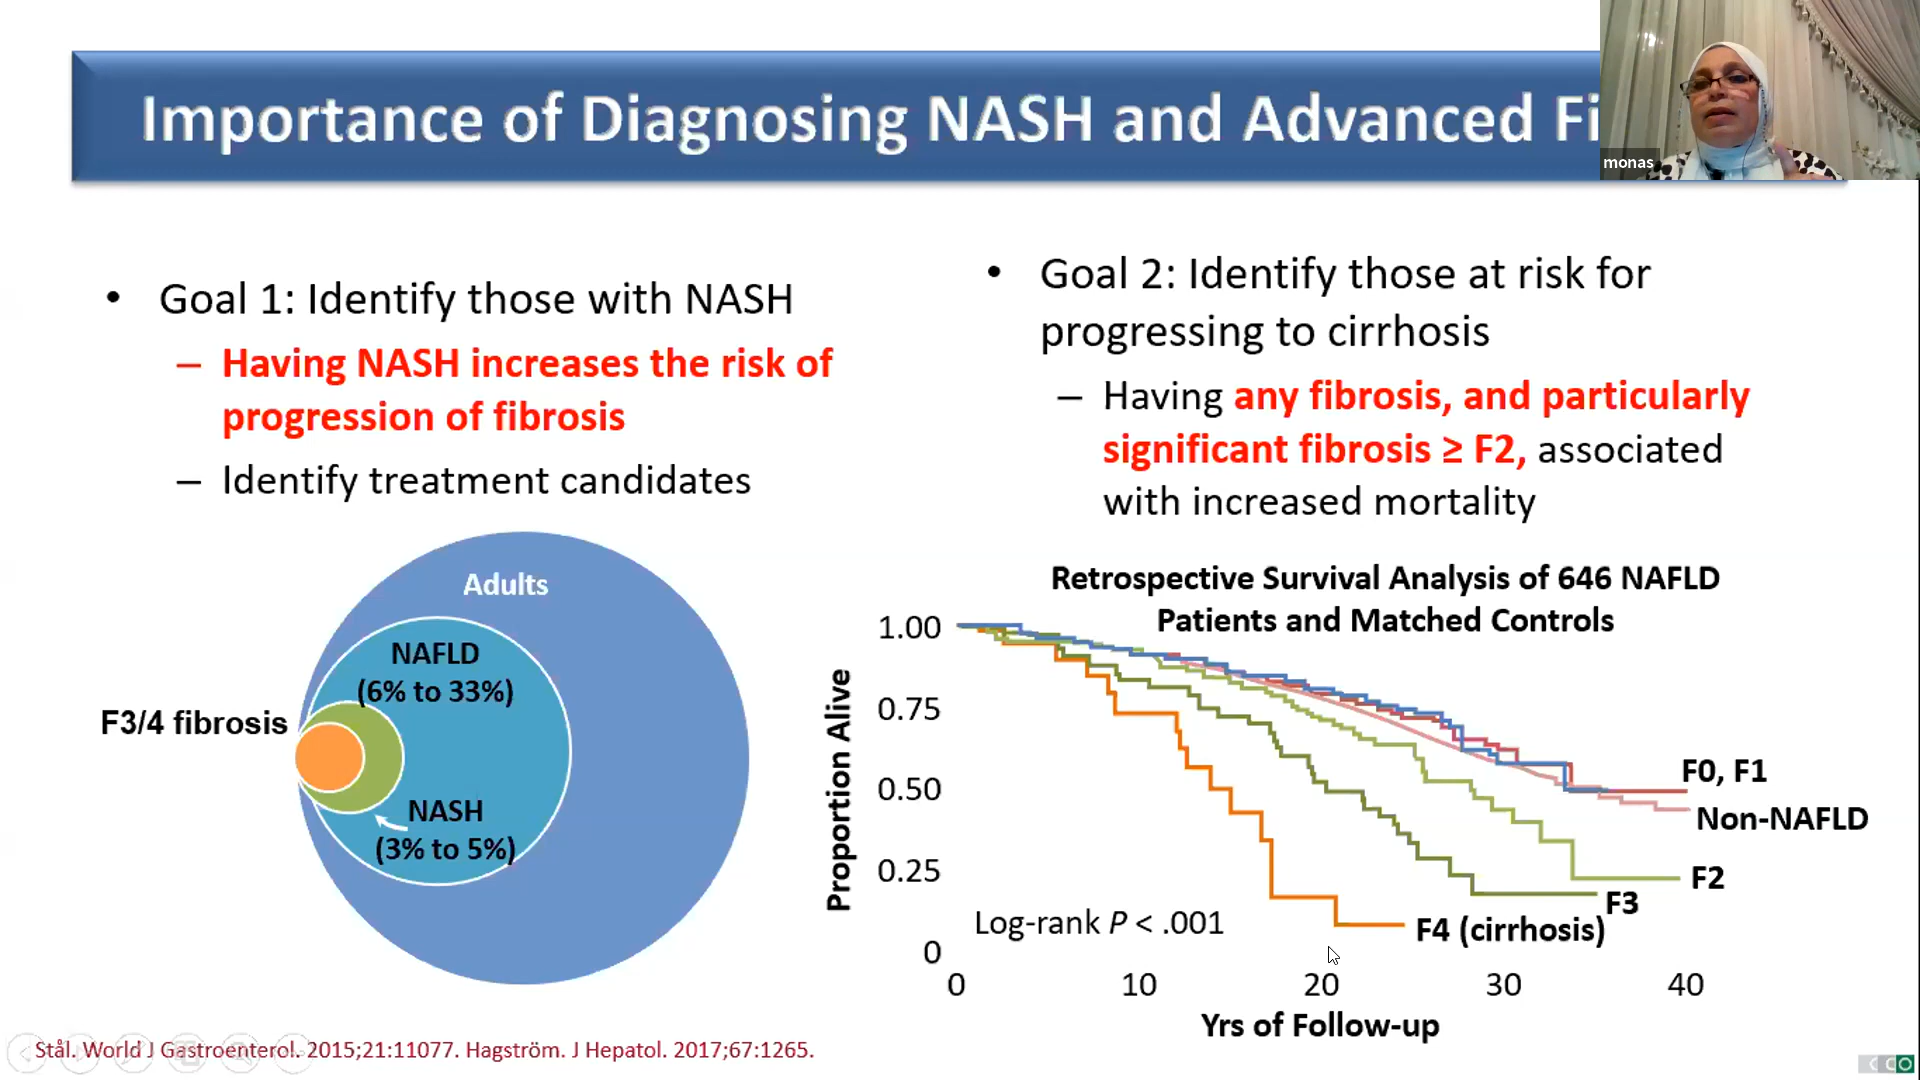 Importance of Diagnosing NASH and Advanced Fi
monas
• Goal 1: Identify those with NASH
– Having NASH increases the risk of
progression of fibrosis
– Identify treatment candidates
• Goal 2: Identify those at risk for
progressing to cirrhosis
– Having any fibrosis, and particularly
significant fibrosis ≥ F2, associated
with increased mortality
Adults
NAFLD
(6% to 33%)
F3/4 fibrosis
NASH
(3% to 5%)
Retrospective Survival Analysis of 646 NAFLD
Patients and Matched Controls
Proportion Alive
1.00
0.75
0.50
0.25
0
F0, F1
Non-NAFLD
F2
F3
F4 (cirrhosis)
Log-rank P < .001
0 10 20 30 40
Yrs of Follow-up
Stål. World J Gastroenterol. 2015;21:11077. Hagström. J Hepatol. 2017;67:1265.
CCO